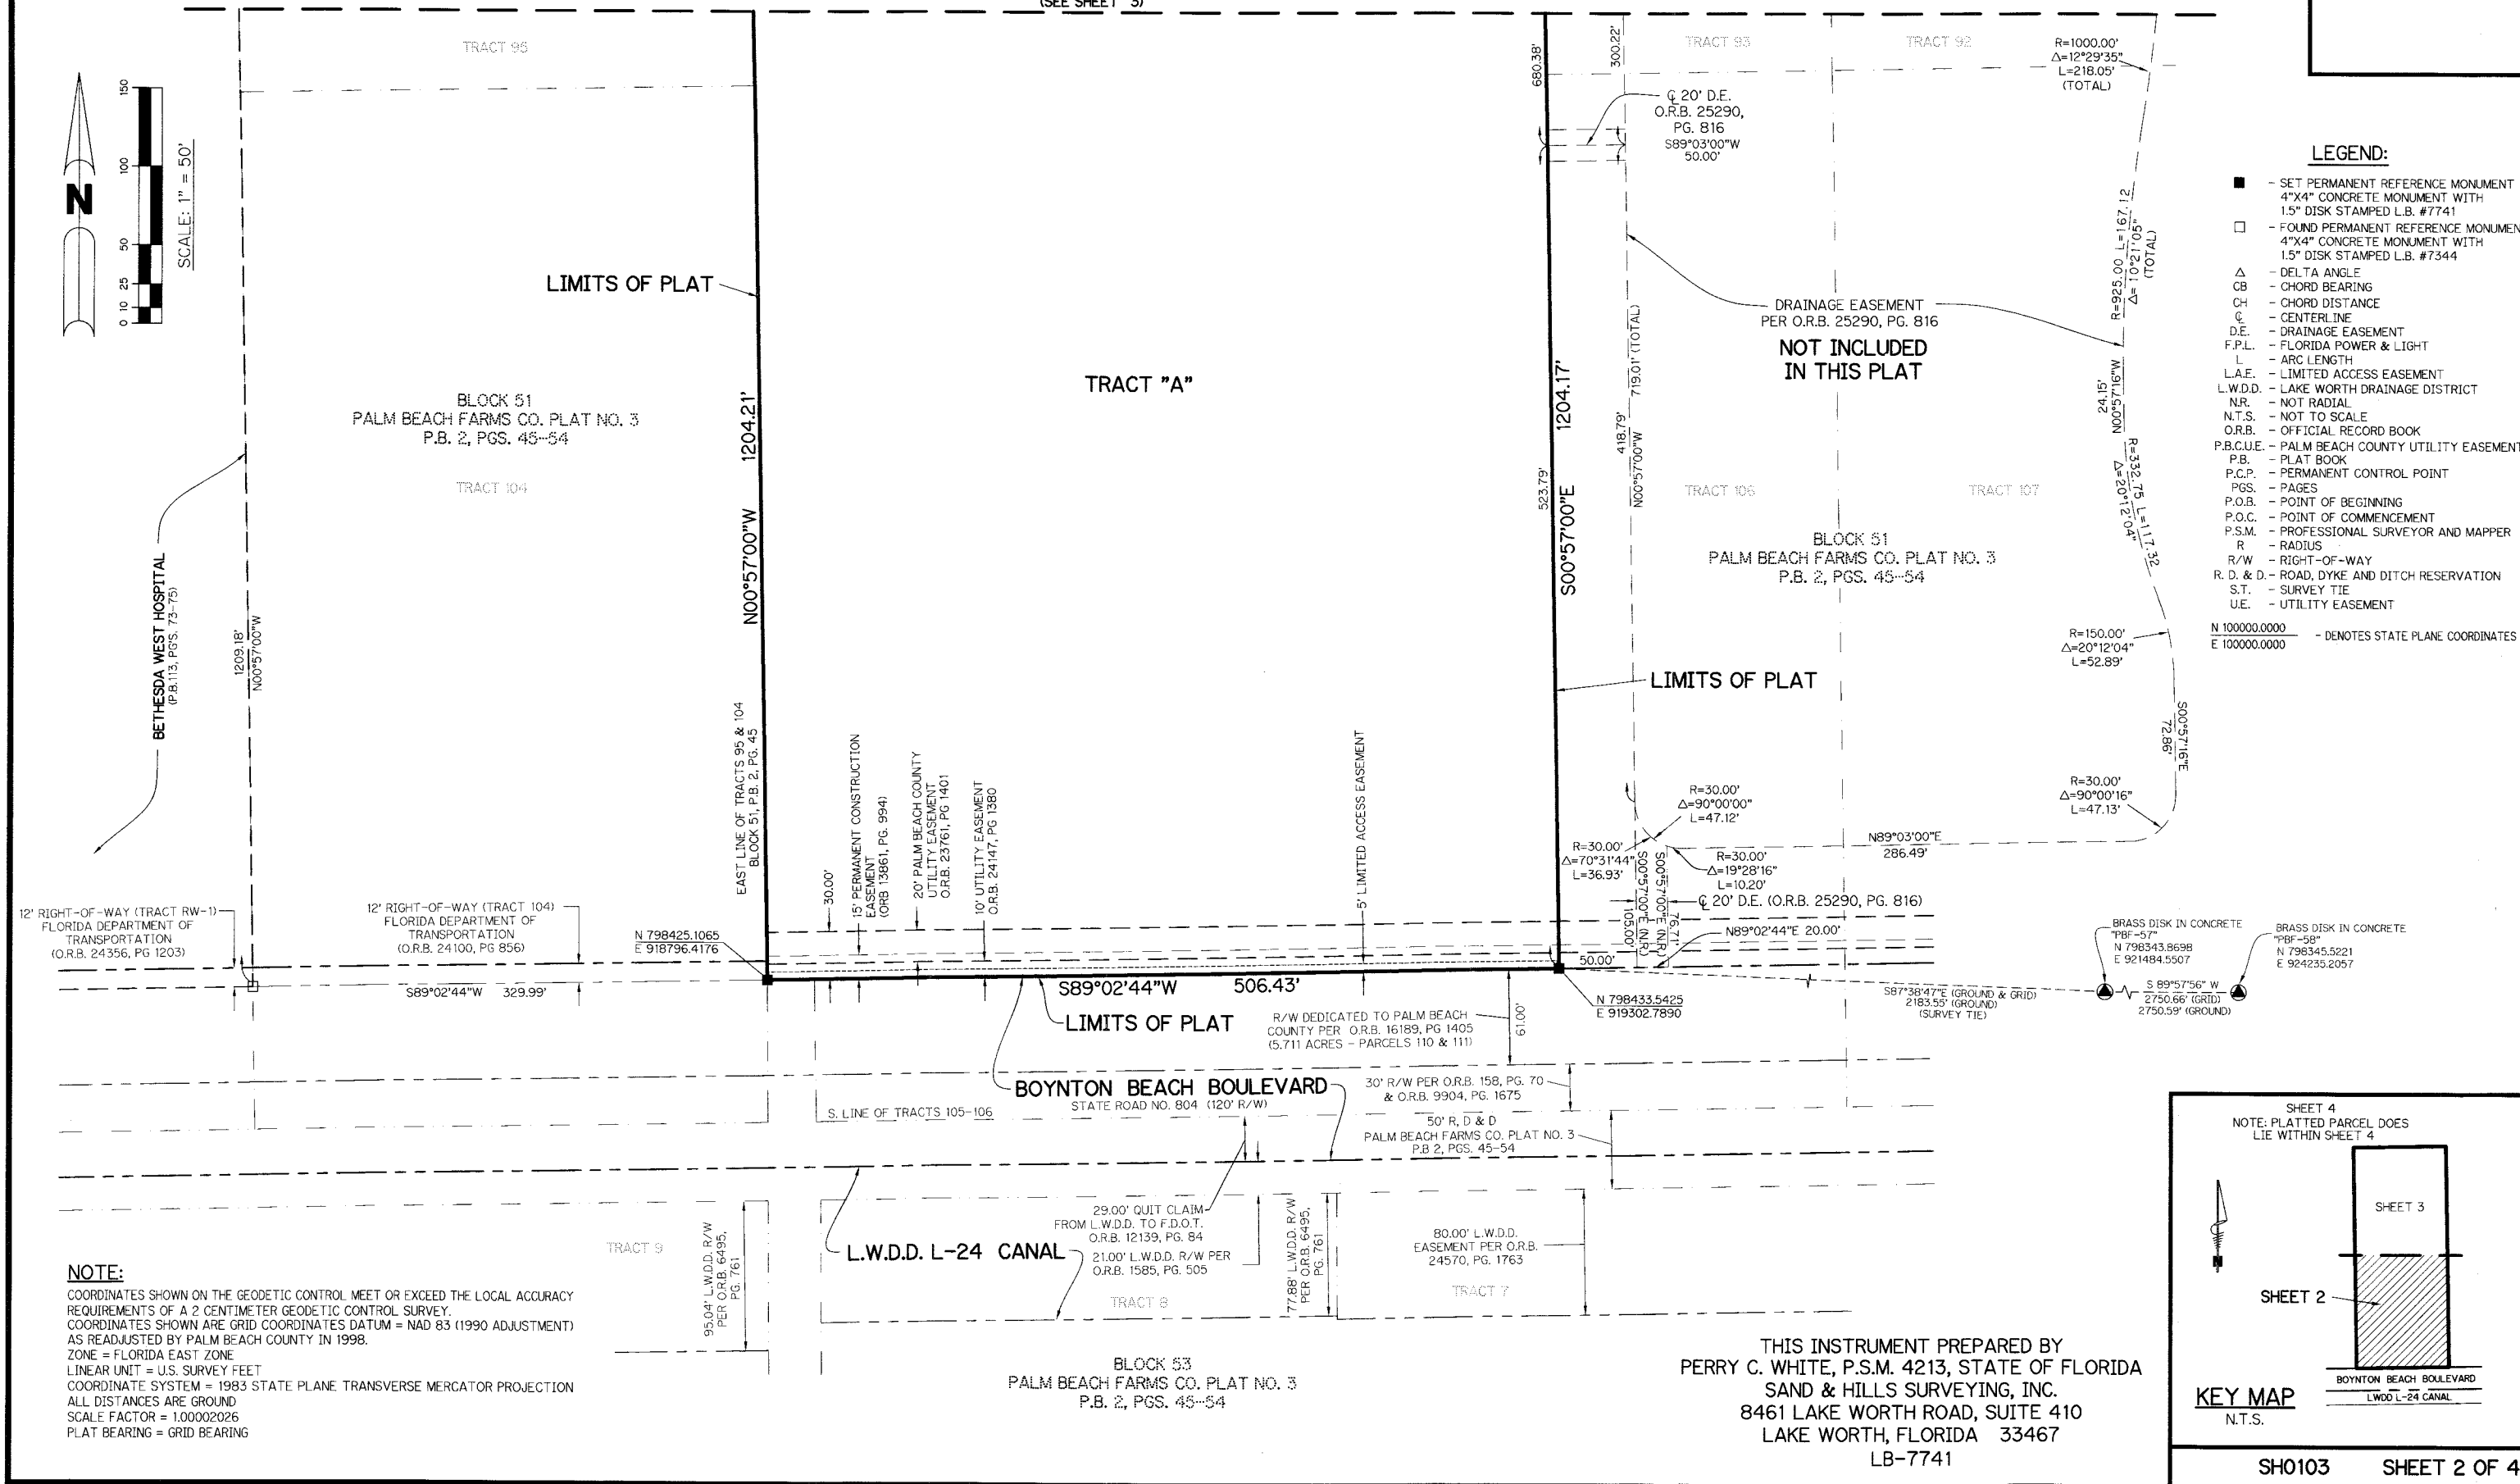 (SEE SHEET 3)
TRACT 95
TRACT 93
TRACT 92
R=1000.00'
Δ=12°29'35"
L=218.05'
(TOTAL)
680.38'
300.22'
℄ 20' D.E.
O.R.B. 25290,
PG. 816
S89°03'00"W
50.00'
N
0 10 25 50 100 150
SCALE: 1" = 50'
LIMITS OF PLAT
TRACT "A"
BLOCK 51
PALM BEACH FARMS CO. PLAT NO. 3
P.B. 2, PGS. 45-54
TRACT 104
N00°57'00"W 1204.21'
S00°57'00"E 1204.17'
523.79'
418.79'
N00°57'00"W 719.01' (TOTAL)
DRAINAGE EASEMENT
PER O.R.B. 25290, PG. 816
NOT INCLUDED
IN THIS PLAT
R=925.00 L=167.12
Δ= 10°21'05"
(TOTAL)
24.15'
N00°57'16"W
R=332.75 L=117.32
Δ=20°12'04"
TRACT 106
TRACT 107
BLOCK 51
PALM BEACH FARMS CO. PLAT NO. 3
P.B. 2, PGS. 45-54
R=150.00'
Δ=20°12'04"
L=52.89'
LIMITS OF PLAT
S00°57'16"E
72.86'
R=30.00'
Δ=90°00'16"
L=47.13'
R=30.00'
Δ=90°00'00"
L=47.12'
N89°03'00"E
286.49'
R=30.00'
Δ=70°31'44"
L=36.93'
R=30.00'
Δ=19°28'16"
L=10.20'
S00°57'00"E (N.R.)
105.00'
S00°57'00"E (N.R.)
76.71'
℄ 20' D.E. (O.R.B. 25290, PG. 816)
N89°02'44"E 20.00'
50.00'
LEGEND:
■ - SET PERMANENT REFERENCE MONUMENT
4"X4" CONCRETE MONUMENT WITH
1.5" DISK STAMPED L.B. #7741
□ - FOUND PERMANENT REFERENCE MONUMEN
4"X4" CONCRETE MONUMENT WITH
1.5" DISK STAMPED L.B. #7344
Δ - DELTA ANGLE
CB - CHORD BEARING
CH - CHORD DISTANCE
℄ - CENTERLINE
D.E. - DRAINAGE EASEMENT
F.P.L. - FLORIDA POWER & LIGHT
L - ARC LENGTH
L.A.E. - LIMITED ACCESS EASEMENT
L.W.D.D. - LAKE WORTH DRAINAGE DISTRICT
N.R. - NOT RADIAL
N.T.S. - NOT TO SCALE
O.R.B. - OFFICIAL RECORD BOOK
P.B.C.U.E. - PALM BEACH COUNTY UTILITY EASEMENT
P.B. - PLAT BOOK
P.C.P. - PERMANENT CONTROL POINT
PGS. - PAGES
P.O.B. - POINT OF BEGINNING
P.O.C. - POINT OF COMMENCEMENT
P.S.M. - PROFESSIONAL SURVEYOR AND MAPPER
R - RADIUS
R/W - RIGHT-OF-WAY
R. D. & D. - ROAD, DYKE AND DITCH RESERVATION
S.T. - SURVEY TIE
U.E. - UTILITY EASEMENT
N 100000.0000
E 100000.0000
- DENOTES STATE PLANE COORDINATES
BETHESDA WEST HOSPITAL
(P.B.113, PG'S. 73-75)
1209.18'
N00°57'00"W
EAST LINE OF TRACTS 95 & 104
BLOCK 51, P.B. 2, PG. 45
30.00'
15' PERMANENT CONSTRUCTION
EASEMENT
(ORB 13861, PG. 994)
20' PALM BEACH COUNTY
UTILITY EASEMENT
O.R.B. 23761, PG 1401
10' UTILITY EASEMENT
O.R.B. 24147, PG 1380
5' LIMITED ACCESS EASEMENT
12' RIGHT-OF-WAY (TRACT RW-1)
FLORIDA DEPARTMENT OF
TRANSPORTATION
(O.R.B. 24356, PG 1203)
12' RIGHT-OF-WAY (TRACT 104)
FLORIDA DEPARTMENT OF
TRANSPORTATION
(O.R.B. 24100, PG 856)
N 798425.1065
E 918796.4176
S89°02'44"W 329.99'
S89°02'44"W 506.43'
LIMITS OF PLAT
R/W DEDICATED TO PALM BEACH
COUNTY PER O.R.B. 16189, PG 1405
(5.711 ACRES - PARCELS 110 & 111)
61.00'
N 798433.5425
E 919302.7890
S87°38'47"E (GROUND & GRID)
2183.55' (GROUND)
(SURVEY TIE)
BRASS DISK IN CONCRETE
"PBF-57"
N 798343.8698
E 921484.5507
BRASS DISK IN CONCRETE
"PBF-58"
N 798345.5221
E 924235.2057
S 89°57'56" W
2750.66' (GRID)
2750.59' (GROUND)
BOYNTON BEACH BOULEVARD
STATE ROAD NO. 804 (120' R/W)
S. LINE OF TRACTS 105-106
30' R/W PER O.R.B. 158, PG. 70
& O.R.B. 9904, PG. 1675
50' R, D & D
PALM BEACH FARMS CO. PLAT NO. 3
P.B 2, PGS. 45-54
29.00' QUIT CLAIM
FROM L.W.D.D. TO F.D.O.T.
O.R.B. 12139, PG. 84
L.W.D.D. L-24 CANAL
21.00' L.W.D.D. R/W PER
O.R.B. 1585, PG. 505
95.04' L.W.D.D. R/W
PER O.R.B. 6495,
PG. 761
77.88' L.W.D.D. R/W
PER O.R.B. 6495,
PG. 761
80.00' L.W.D.D.
EASEMENT PER O.R.B.
24570, PG. 1763
TRACT 9
TRACT 8
TRACT 7
BLOCK 53
PALM BEACH FARMS CO. PLAT NO. 3
P.B. 2, PGS. 45-54
NOTE:
COORDINATES SHOWN ON THE GEODETIC CONTROL MEET OR EXCEED THE LOCAL ACCURACY
REQUIREMENTS OF A 2 CENTIMETER GEODETIC CONTROL SURVEY.
COORDINATES SHOWN ARE GRID COORDINATES DATUM = NAD 83 (1990 ADJUSTMENT)
AS READJUSTED BY PALM BEACH COUNTY IN 1998.
ZONE = FLORIDA EAST ZONE
LINEAR UNIT = U.S. SURVEY FEET
COORDINATE SYSTEM = 1983 STATE PLANE TRANSVERSE MERCATOR PROJECTION
ALL DISTANCES ARE GROUND
SCALE FACTOR = 1.00002026
PLAT BEARING = GRID BEARING
THIS INSTRUMENT PREPARED BY
PERRY C. WHITE, P.S.M. 4213, STATE OF FLORIDA
SAND & HILLS SURVEYING, INC.
8461 LAKE WORTH ROAD, SUITE 410
LAKE WORTH, FLORIDA 33467
LB-7741
SHEET 4
NOTE: PLATTED PARCEL DOES
LIE WITHIN SHEET 4
N
SHEET 3
SHEET 2
BOYNTON BEACH BOULEVARD
LWDD L-24 CANAL
KEY MAP
N.T.S.
SH0103 SHEET 2 OF 4